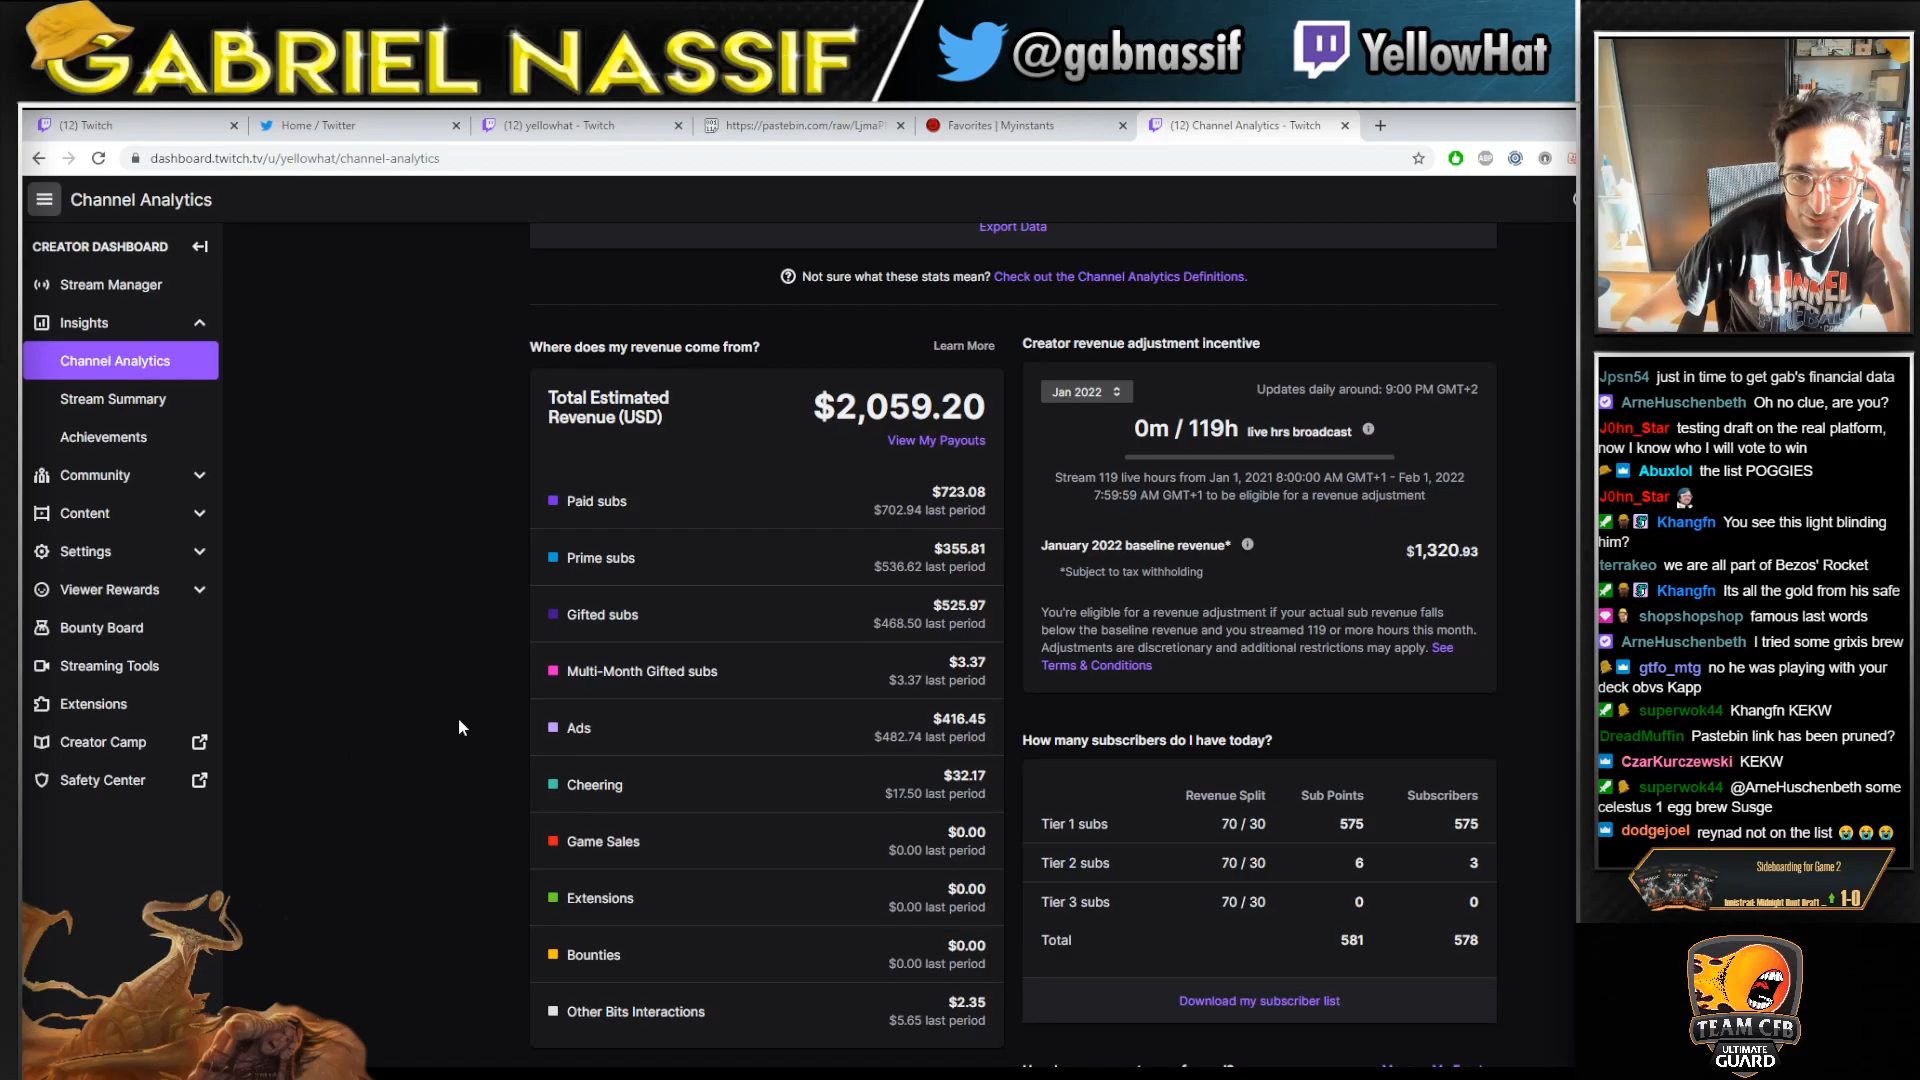 GABRIEL NASSIF
@gabnassif
YellowHat
(12) Twitch
Home / Twitter
(12) yellowhat - Twitch
https://pastebin.com/raw/LjmaP
Favorites | Myinstants
(12) Channel Analytics - Twitch
dashboard.twitch.tv/u/yellowhat/channel-analytics
ABP
Channel Analytics
CREATOR DASHBOARD
Stream Manager
Insights
Channel Analytics
Stream Summary
Achievements
Community
Content
Settings
Viewer Rewards
Bounty Board
Streaming Tools
Extensions
Creator Camp
Safety Center
Export Data
Not sure what these stats mean? Check out the Channel Analytics Definitions.
Where does my revenue come from?
Learn More
Total Estimated
Revenue (USD)
$2,059.20
View My Payouts
Paid subs
$723.08
$702.94 last period
Prime subs
$355.81
$536.62 last period
Gifted subs
$525.97
$468.50 last period
Multi-Month Gifted subs
$3.37
$3.37 last period
Ads
$416.45
$482.74 last period
Cheering
$32.17
$17.50 last period
Game Sales
$0.00
$0.00 last period
Extensions
$0.00
$0.00 last period
Bounties
$0.00
$0.00 last period
Other Bits Interactions
$2.35
$5.65 last period
Creator revenue adjustment incentive
Jan 2022
Updates daily around: 9:00 PM GMT+2
0m / 119h live hrs broadcast
Stream 119 live hours from Jan 1, 2021 8:00:00 AM GMT+1 - Feb 1, 2022
7:59:59 AM GMT+1 to be eligible for a revenue adjustment
January 2022 baseline revenue*
$1,320.93
*Subject to tax withholding
You're eligible for a revenue adjustment if your actual sub revenue falls
below the baseline revenue and you streamed 119 or more hours this month.
Adjustments are discretionary and additional restrictions may apply. See
Terms & Conditions
How many subscribers do I have today?
Revenue Split Sub Points Subscribers
Tier 1 subs 70 / 30 575 575
Tier 2 subs 70 / 30 6 3
Tier 3 subs 70 / 30 0 0
Total 581 578
Download my subscriber list
CHANNEL
FIREBALL
Jpsn54 just in time to get gab's financial data
ArneHuschenbeth Oh no clue, are you?
J0hn_Star testing draft on the real platform,
now I know who I will vote to win
Abuxlol the list POGGIES
J0hn_Star
Khangfn You see this light blinding
him?
terrakeo we are all part of Bezos' Rocket
Khangfn Its all the gold from his safe
shopshopshop famous last words
ArneHuschenbeth I tried some grixis brew
gtfo_mtg no he was playing with your
deck obvs Kapp
superwok44 Khangfn KEKW
DreadMuffin Pastebin link has been pruned?
CzarKurczewski KEKW
superwok44 @ArneHuschenbeth some
celestus 1 egg brew Susge
dodgejoel reynad not on the list 😭 😭 😭
Sideboarding for Game 2
Innistrad: Midnight Hunt Draft ... 1-0
TEAM CFB
ULTIMATE
GUARD